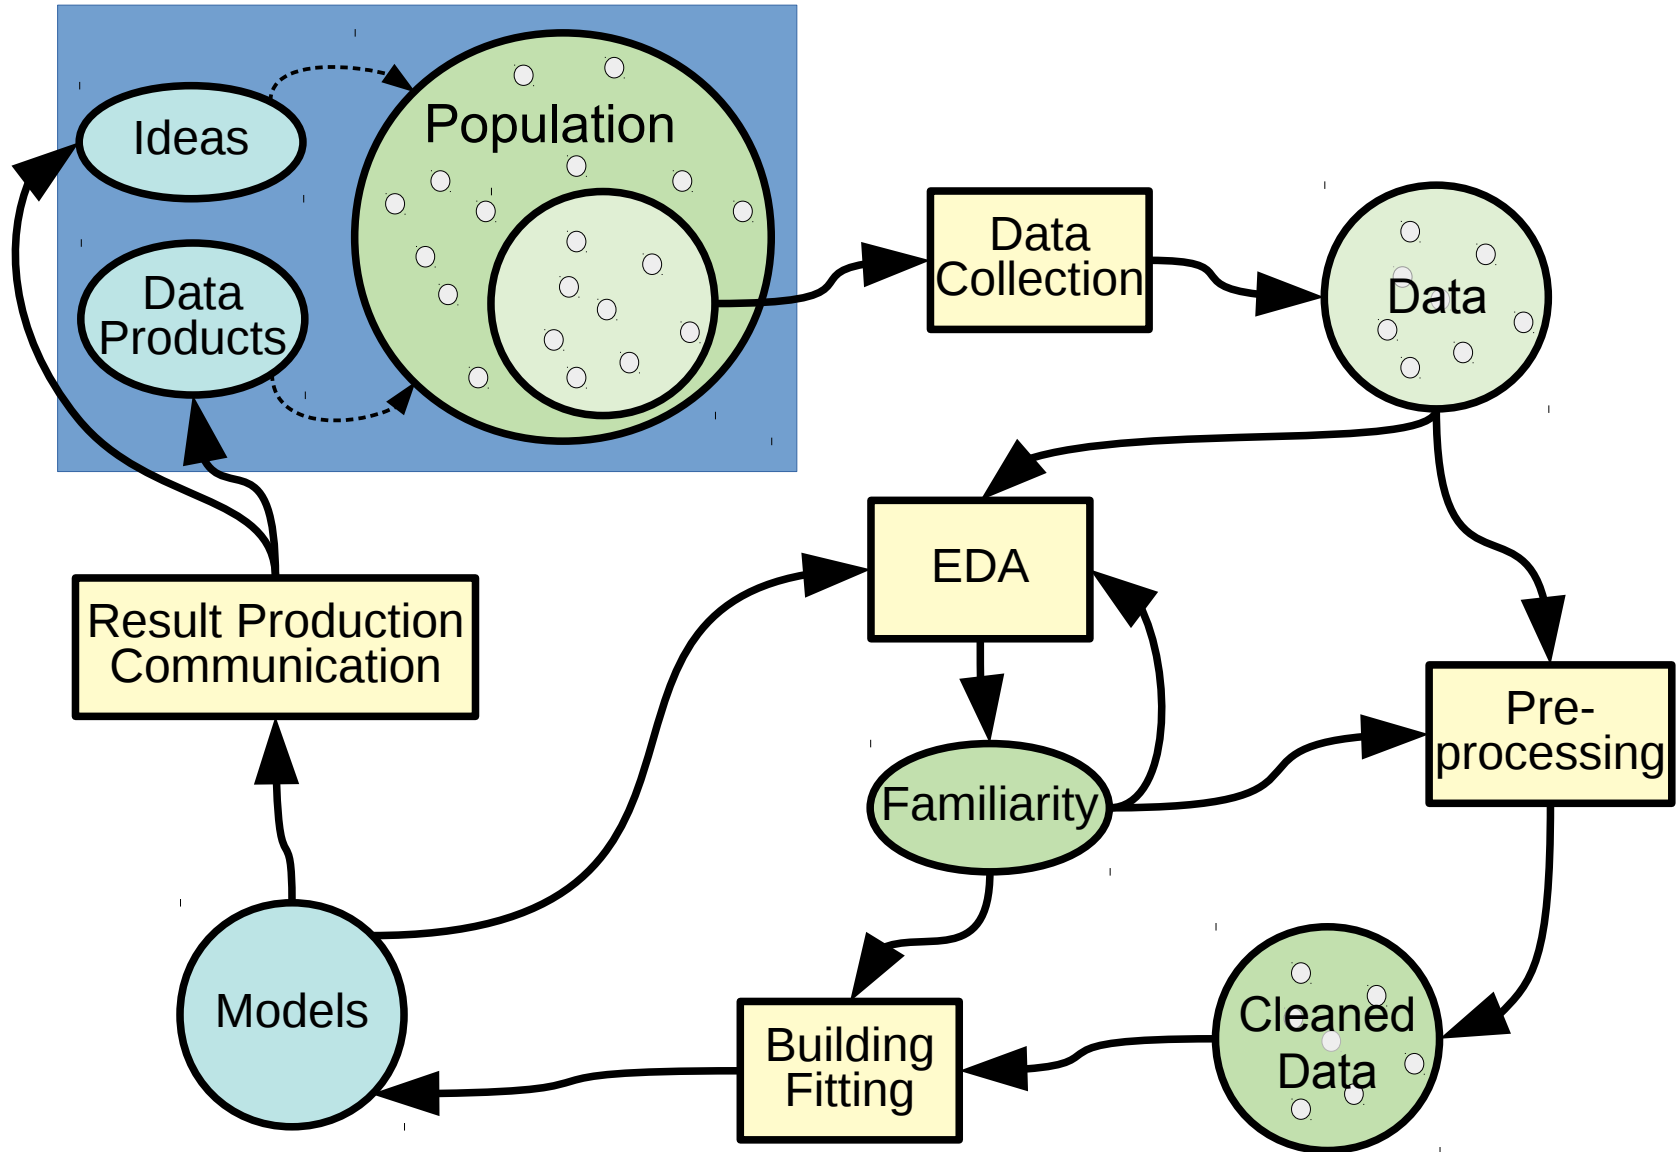 Ideas
Population
Data
Products
Data
Collection
Data
EDA
Result Production
Communication
Pre-
processing
Familiarity
Models
Building
Fitting
Cleaned
Data